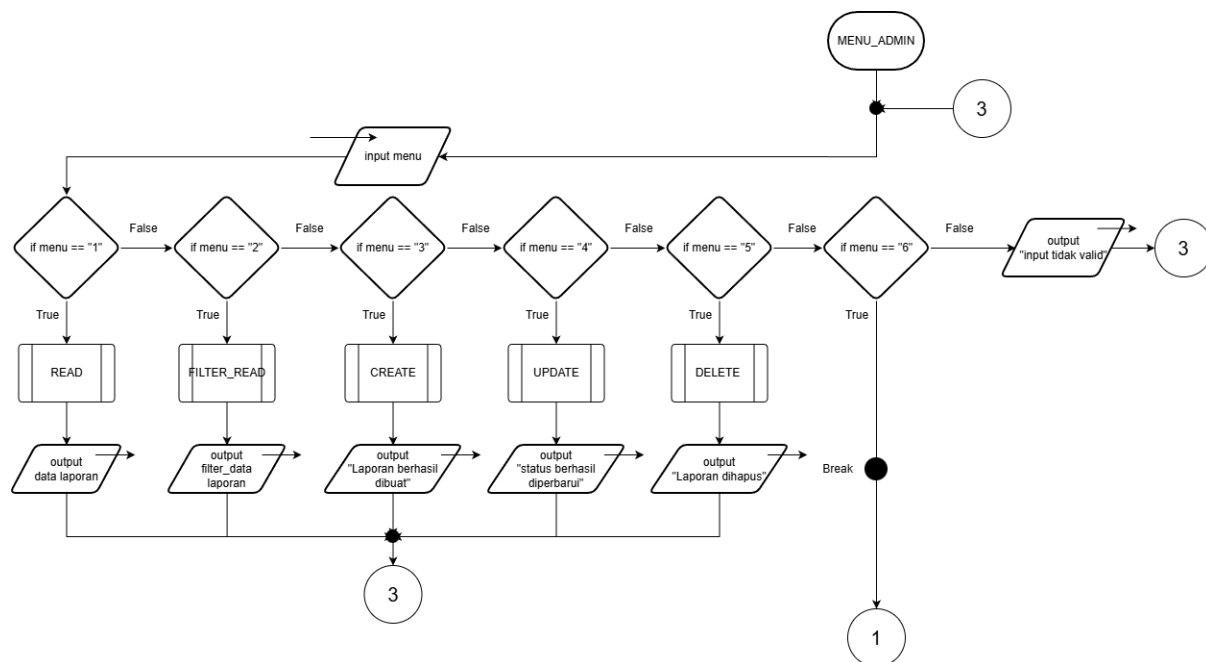 MENU_ADMIN
3
input menu
if menu == "1"
False
if menu == "2"
False
if menu == "3"
False
if menu == "4"
False
if menu == "5"
False
if menu == "6"
False
output
"input tidak valid"
3
True
True
True
True
True
True
READ
FILTER_READ
CREATE
UPDATE
DELETE
output
data laporan
output
filter_data
laporan
output
"Laporan berhasil
dibuat"
output
"status berhasil
diperbarui"
output
"Laporan dihapus"
Break
3
1